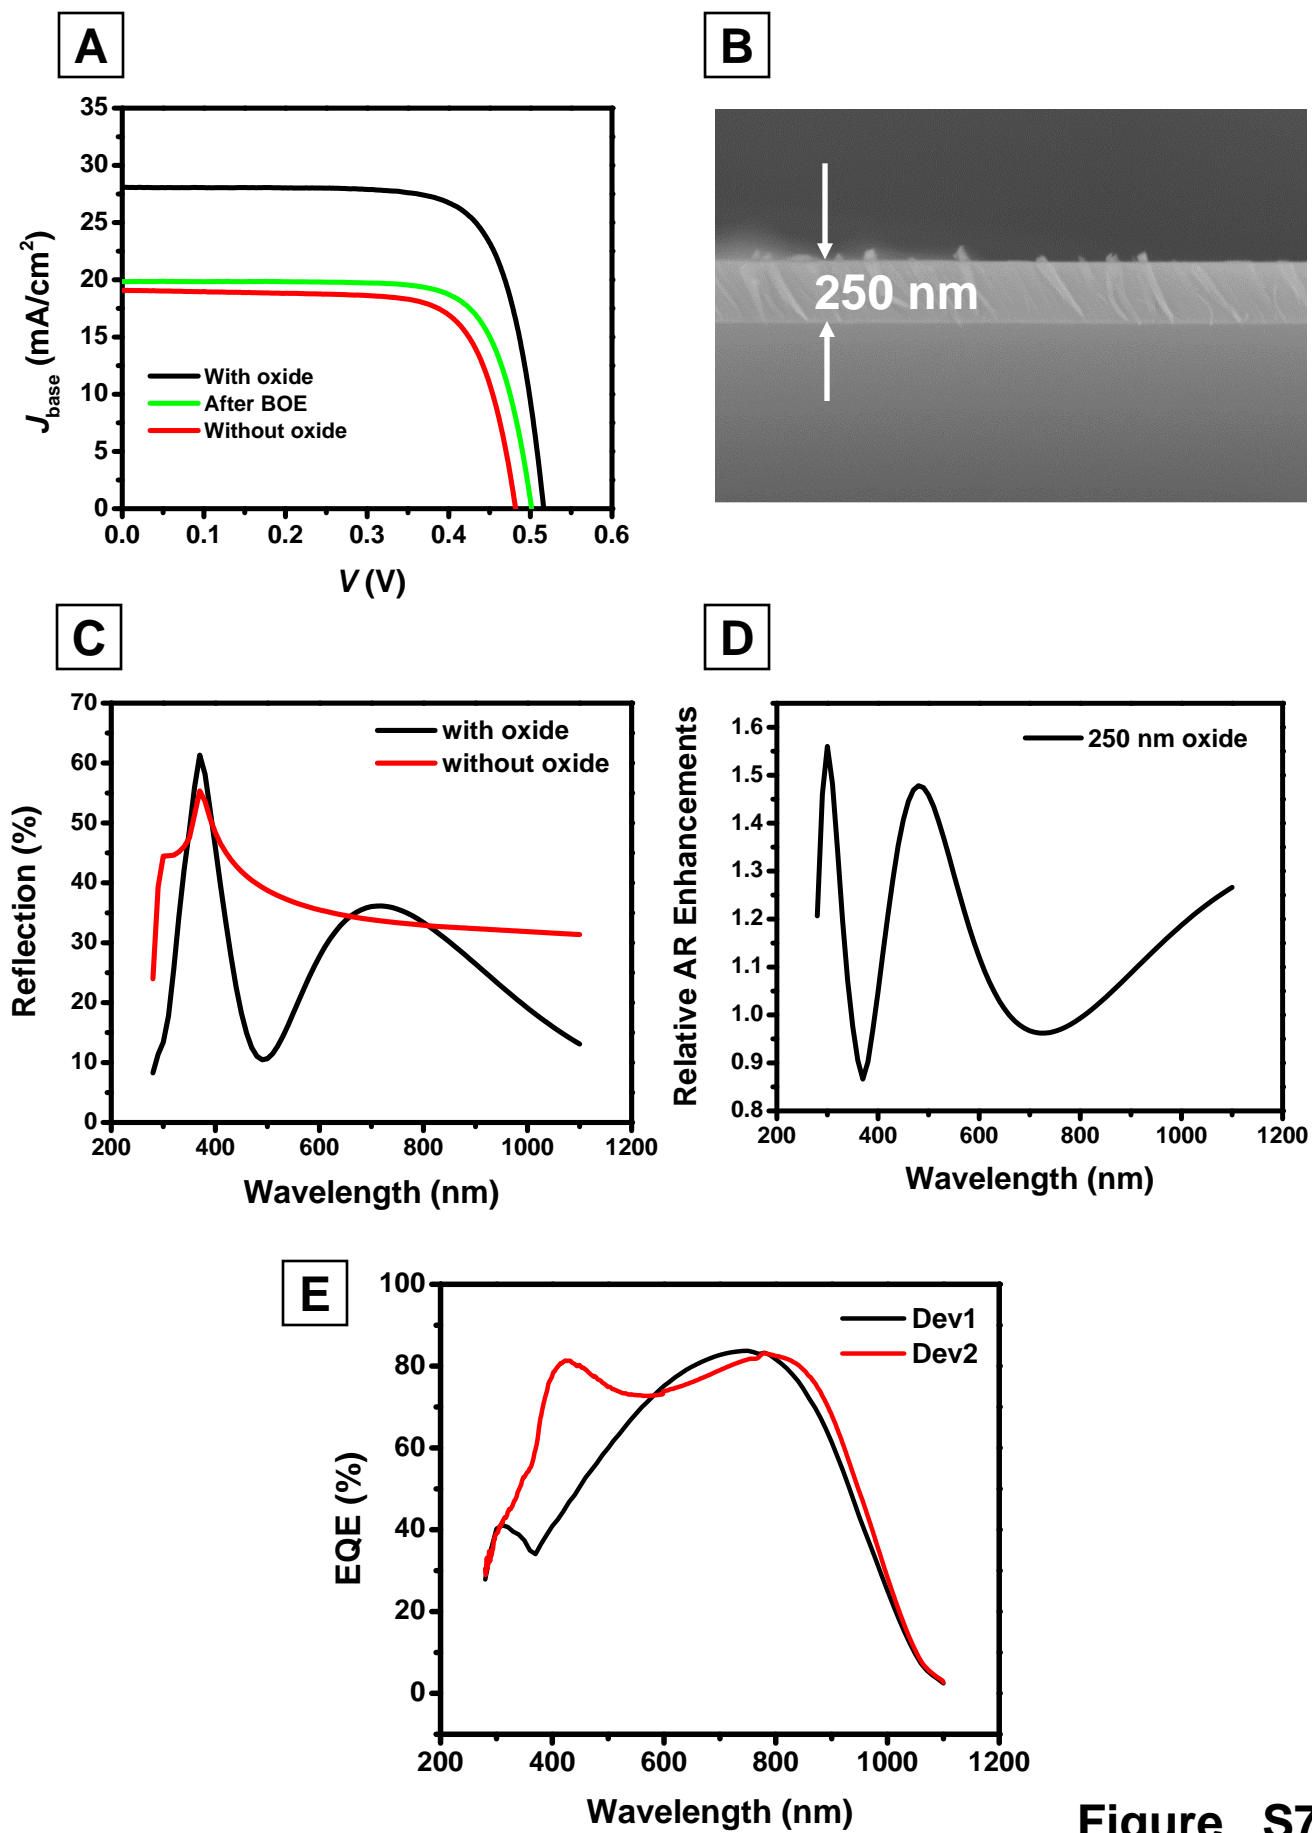 A
35
30
25
20
15
10
5
0
0.0 0.1 0.2 0.3 0.4 0.5 0.6
J_base (mA/cm²)
V (V)
With oxide
After BOE
Without oxide
B
250 nm
C
70
60
50
40
30
20
10
0
200 400 600 800 1000 1200
Reflection (%)
Wavelength (nm)
with oxide
without oxide
D
1.6
1.5
1.4
1.3
1.2
1.1
1.0
0.9
0.8
200 400 600 800 1000 1200
Relative AR Enhancements
Wavelength (nm)
250 nm oxide
E
100
80
60
40
20
0
200 400 600 800 1000 1200
EQE (%)
Wavelength (nm)
Dev1
Dev2
Figure S7